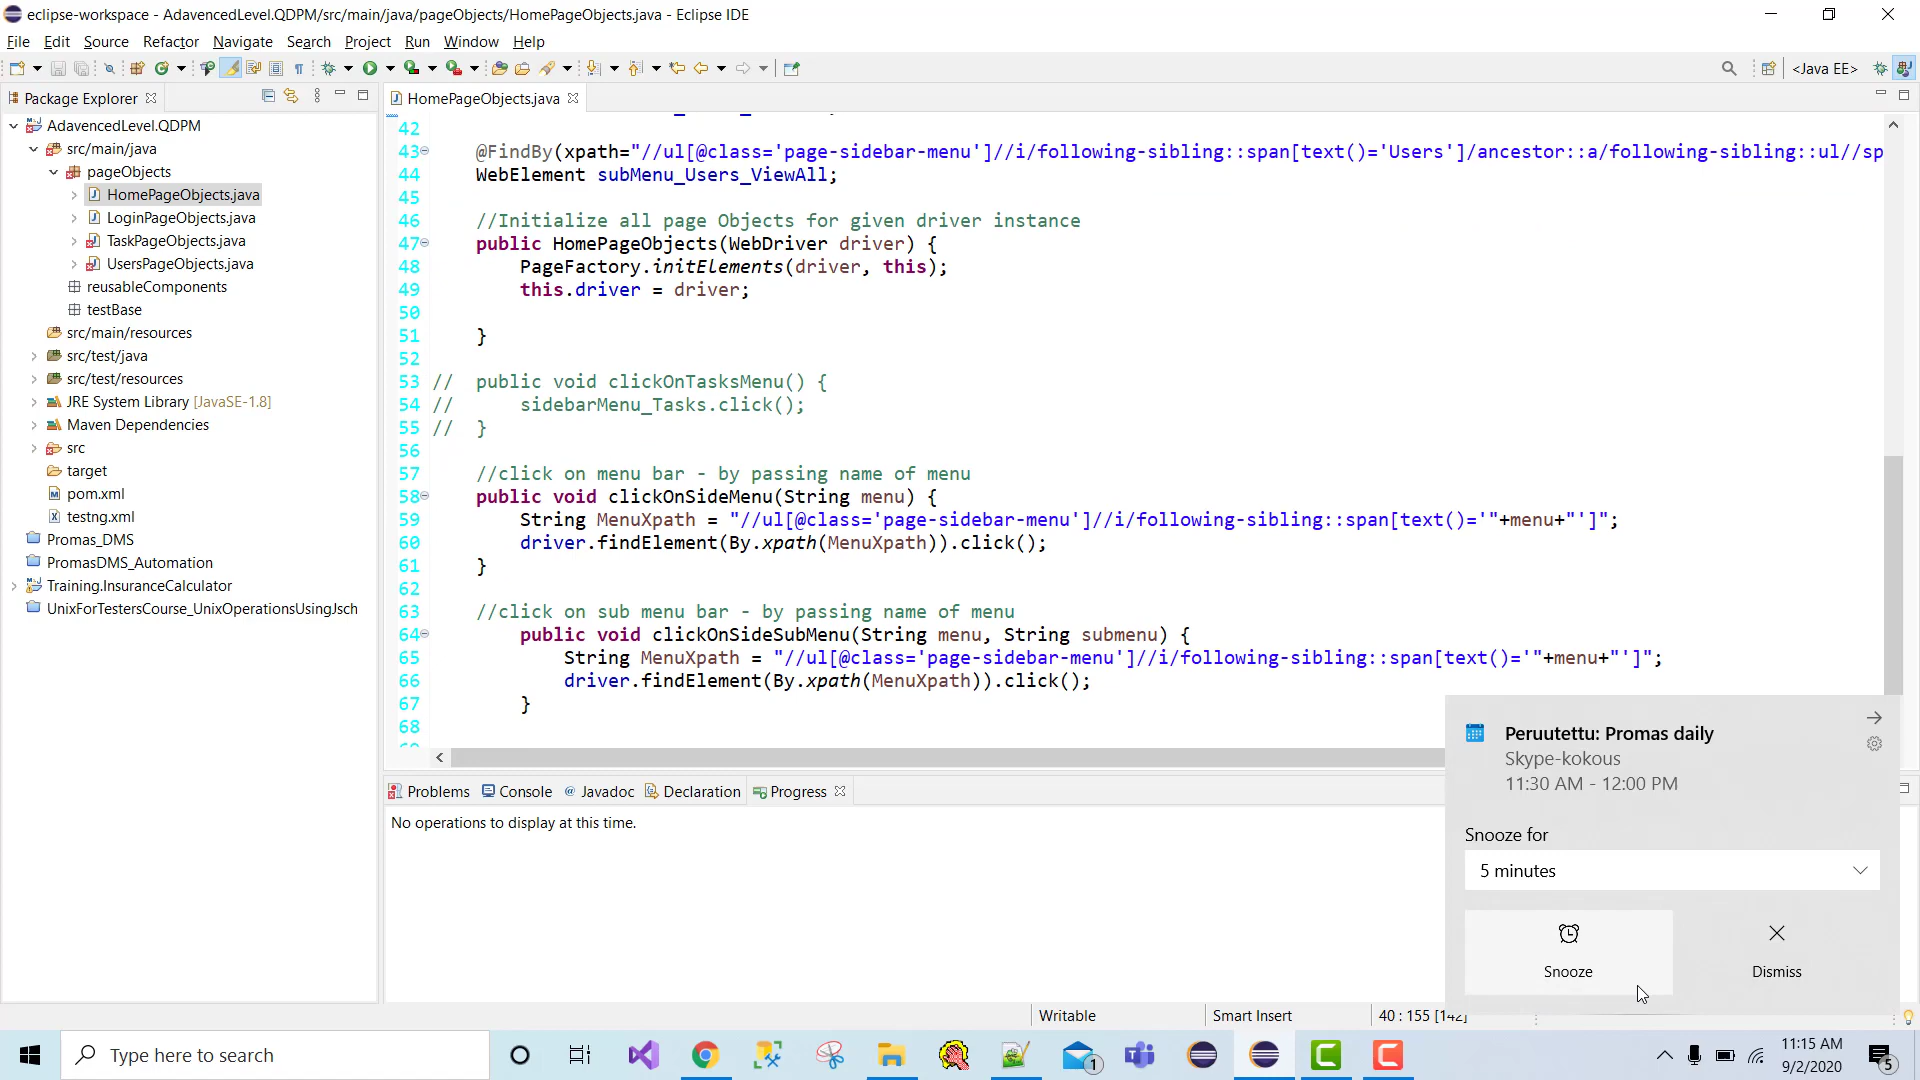 eclipse-workspace - AdavencedLevel.QDPM/src/main/java/pageObjects/HomePageObjects.java - Eclipse IDE
File Edit Source Refactor Navigate Search Project Run Window Help
<Java EE>
Package Explorer
HomePageObjects.java
AdavencedLevel.QDPM
src/main/java
pageObjects
HomePageObjects.java
LoginPageObjects.java
TaskPageObjects.java
UsersPageObjects.java
reusableComponents
testBase
src/main/resources
src/test/java
src/test/resources
JRE System Library [JavaSE-1.8]
Maven Dependencies
src
target
pom.xml
testng.xml
Promas_DMS
PromasDMS_Automation
Training.InsuranceCalculator
UnixForTestersCourse_UnixOperationsUsingJsch
42
43 @FindBy(xpath="//ul[@class='page-sidebar-menu']//i/following-sibling::span[text()='Users']/ancestor::a/following-sibling::ul//sp
44 WebElement subMenu_Users_ViewAll;
45
46 //Initialize all page Objects for given driver instance
47 public HomePageObjects(WebDriver driver) {
48 PageFactory.initElements(driver, this);
49 this.driver = driver;
50
51 }
52
53 // public void clickOnTasksMenu() {
54 // sidebarMenu_Tasks.click();
55 // }
56
57 //click on menu bar - by passing name of menu
58 public void clickOnSideMenu(String menu) {
59 String MenuXpath = "//ul[@class='page-sidebar-menu']//i/following-sibling::span[text()='"+menu+"']";
60 driver.findElement(By.xpath(MenuXpath)).click();
61 }
62
63 //click on sub menu bar - by passing name of menu
64 public void clickOnSideSubMenu(String menu, String submenu) {
65 String MenuXpath = "//ul[@class='page-sidebar-menu']//i/following-sibling::span[text()='"+menu+"']";
66 driver.findElement(By.xpath(MenuXpath)).click();
67 }
68
Problems Console @ Javadoc Declaration Progress
No operations to display at this time.
Peruutettu: Promas daily
Skype-kokous
11:30 AM - 12:00 PM
Snooze for
5 minutes
Snooze
Dismiss
Writable Smart Insert 40 : 155 [142]
Type here to search
1
11:15 AM
9/2/2020
5